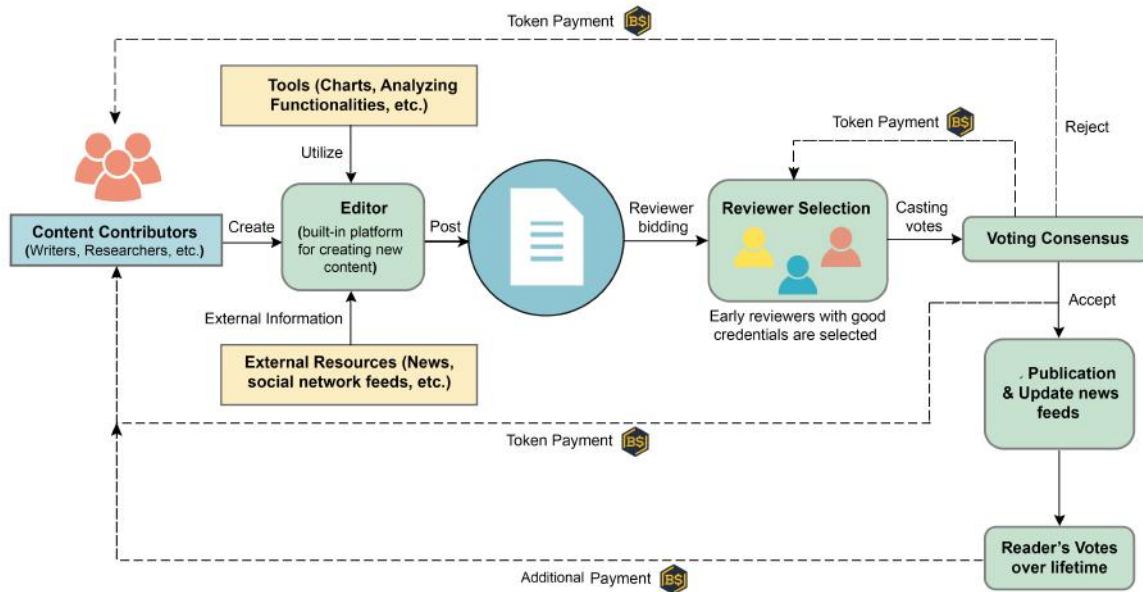 Token Payment B$
Tools (Charts, Analyzing
Functionalities, etc.)
Token Payment B$
Reject
Utilize
Content Contributors
(Writers, Researchers, etc.)
Create
Editor
(built-in platform
for creating new
content)
Post
Reviewer
bidding
Reviewer Selection
Casting
votes
Voting Consensus
External Information
Early reviewers with good
credentials are selected
Accept
External Resources (News,
social network feeds, etc.)
Publication
& Update news
feeds
Token Payment B$
Reader's Votes
over lifetime
Additional Payment B$